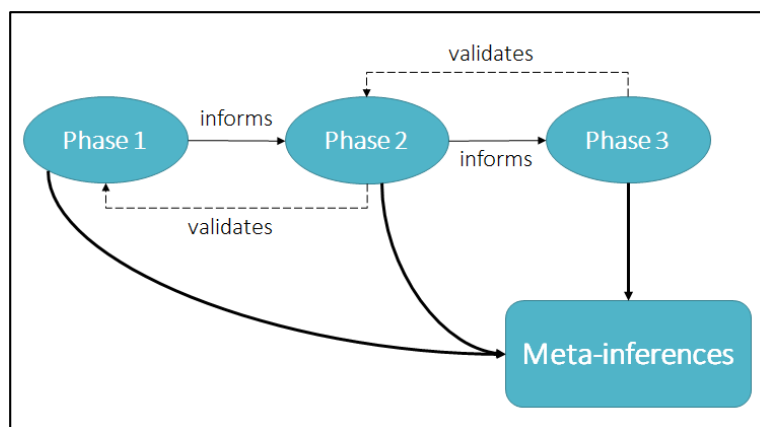 validates
informs
Phase 1
Phase 2
Phase 3
informs
validates
Meta-inferences